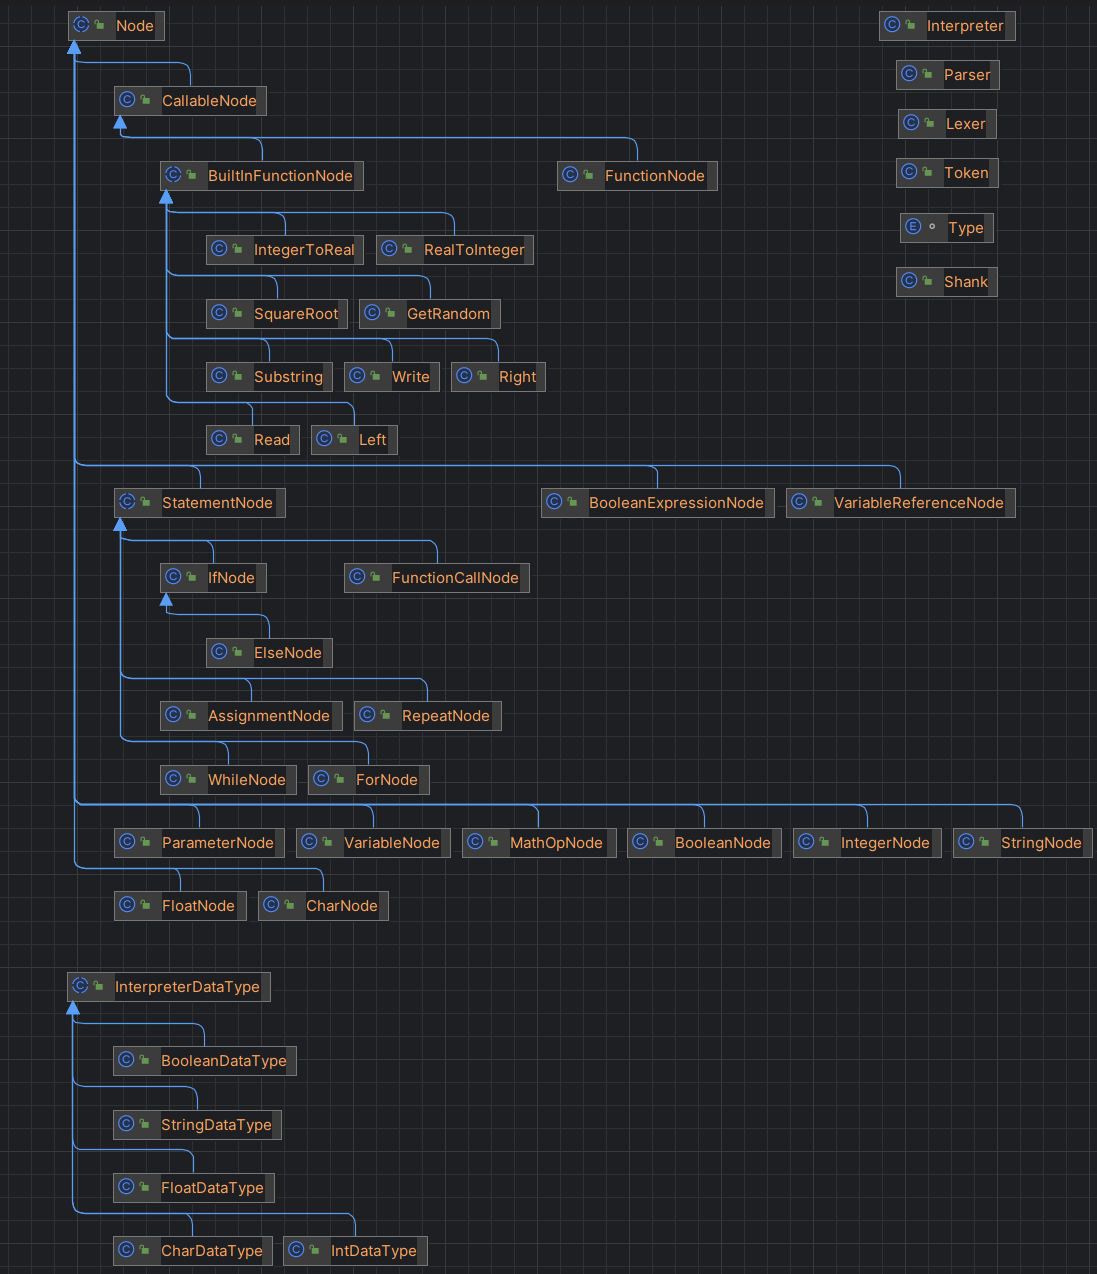 Node
Interpreter
Parser
CallableNode
Lexer
BuiltInFunctionNode FunctionNode
Token
Type
IntegerToReal RealToInteger
Shank
SquareRoot GetRandom
Substring Write Right
Read Left
StatementNode BooleanExpressionNode VariableReferenceNode
IfNode FunctionCallNode
ElseNode
AssignmentNode RepeatNode
WhileNode ForNode
ParameterNode VariableNode MathOpNode BooleanNode IntegerNode StringNode
FloatNode CharNode
InterpreterDataType
BooleanDataType
StringDataType
FloatDataType
CharDataType IntDataType